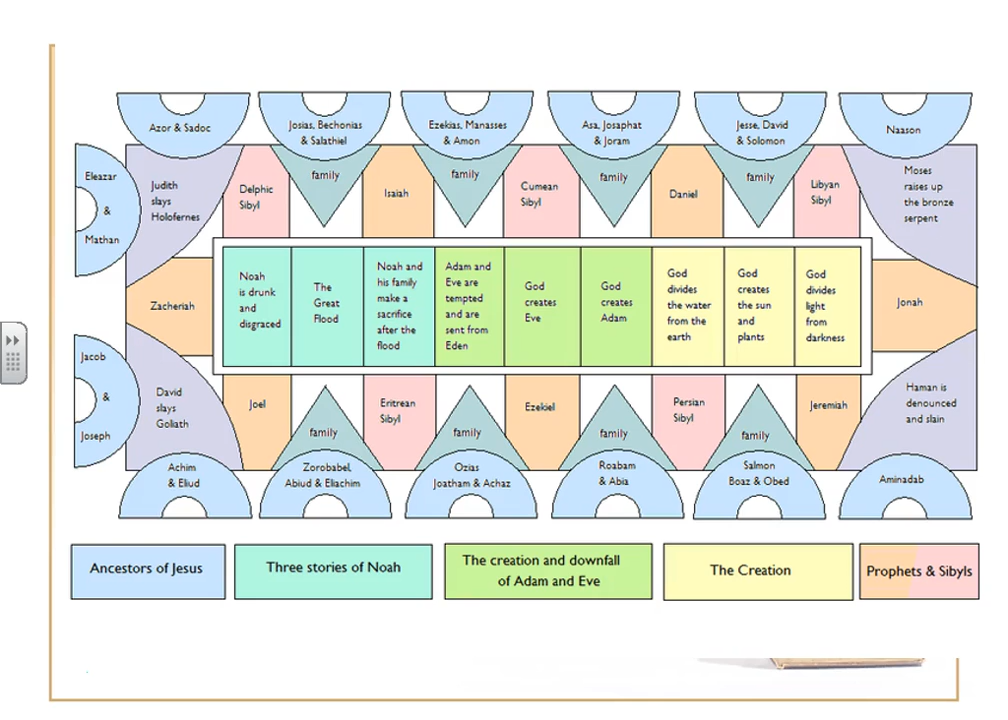 Azor & Sadoc
Josias, Bechonias
& Salathiel
Ezekias, Manasses
& Amon
Asa, Josaphat
& Joram
Jesse, David
& Solomon
Naason
Eleazar
&
Mathan
Judith
slays
Holofernes
Delphic
Sibyl
family
Isaiah
family
Cumean
Sibyl
family
Daniel
family
Libyan
Sibyl
Moses
raises up
the bronze
serpent
Zacheriah
Noah
is drunk
and
disgraced
The
Great
Flood
Noah and
his family
make a
sacrifice
after the
flood
Adam and
Eve are
tempted
and are
sent from
Eden
God
creates
Eve
God
creates
Adam
God
divides
the water
from the
earth
God
creates
the sun
and
plants
God
divides
light
from
darkness
Jonah
Jacob
&
Joseph
David
slays
Goliath
Joel
family
Eritrean
Sibyl
family
Ezekiel
family
Persian
Sibyl
family
Jeremiah
Haman is
denounced
and slain
Achim
& Eliud
Zorobabel,
Abiud & Eliachim
Ozias
Joatham & Achaz
Roabam
& Abia
Salmon
Boaz & Obed
Aminadab
Ancestors of Jesus
Three stories of Noah
The creation and downfall
of Adam and Eve
The Creation
Prophets & Sibyls